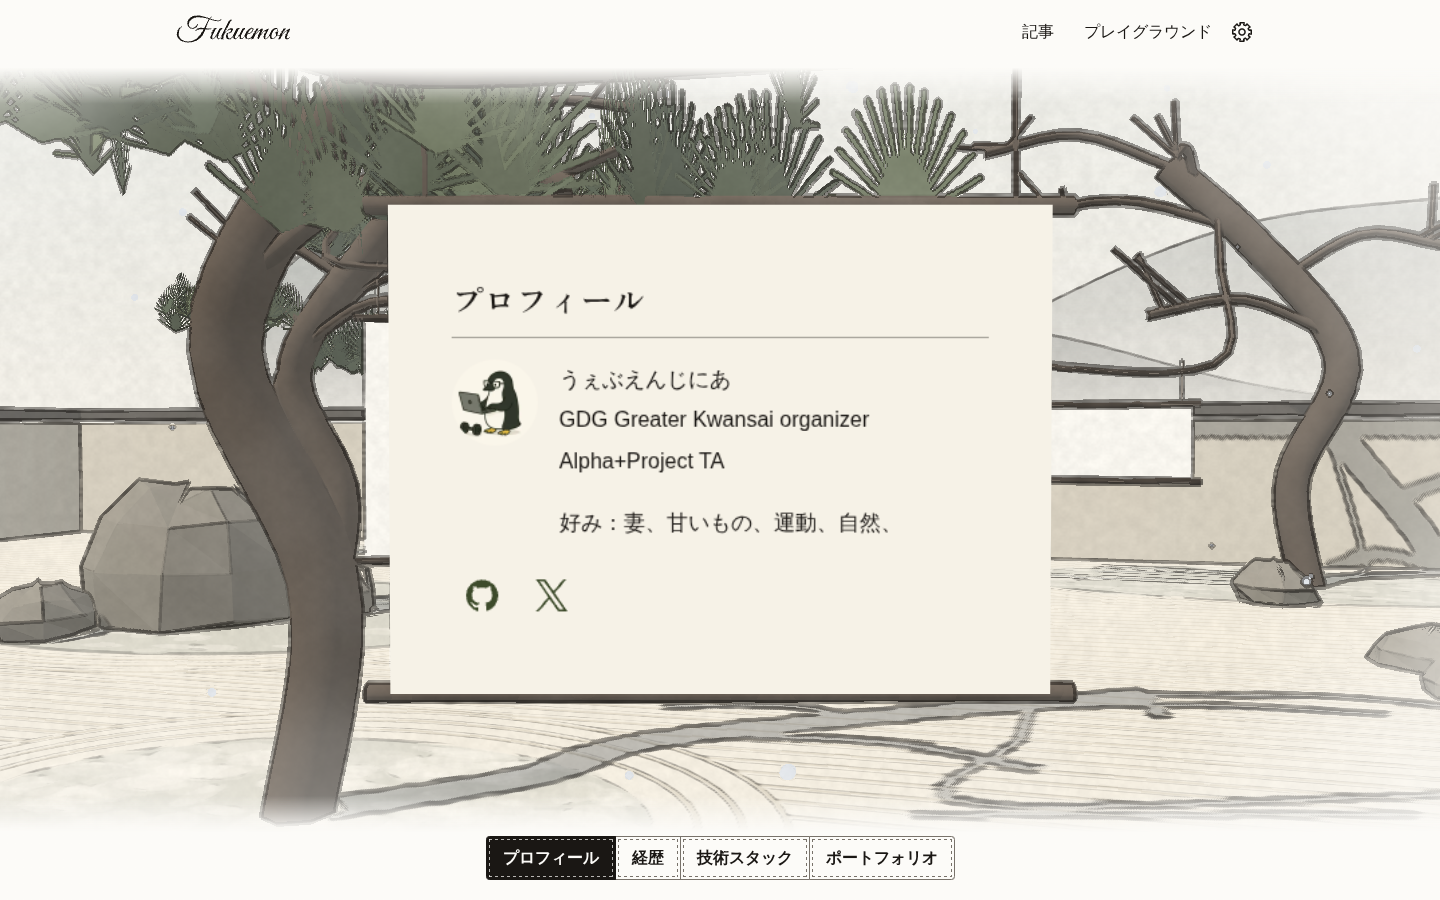 Fukuemon
記事
プレイグラウンド
プロフィール
うぇぶえんじにあ
GDG Greater Kwansai organizer
Alpha+Project TA
好み：妻、甘いもの、運動、自然、
プロフィール
経歴
技術スタック
ポートフォリオ